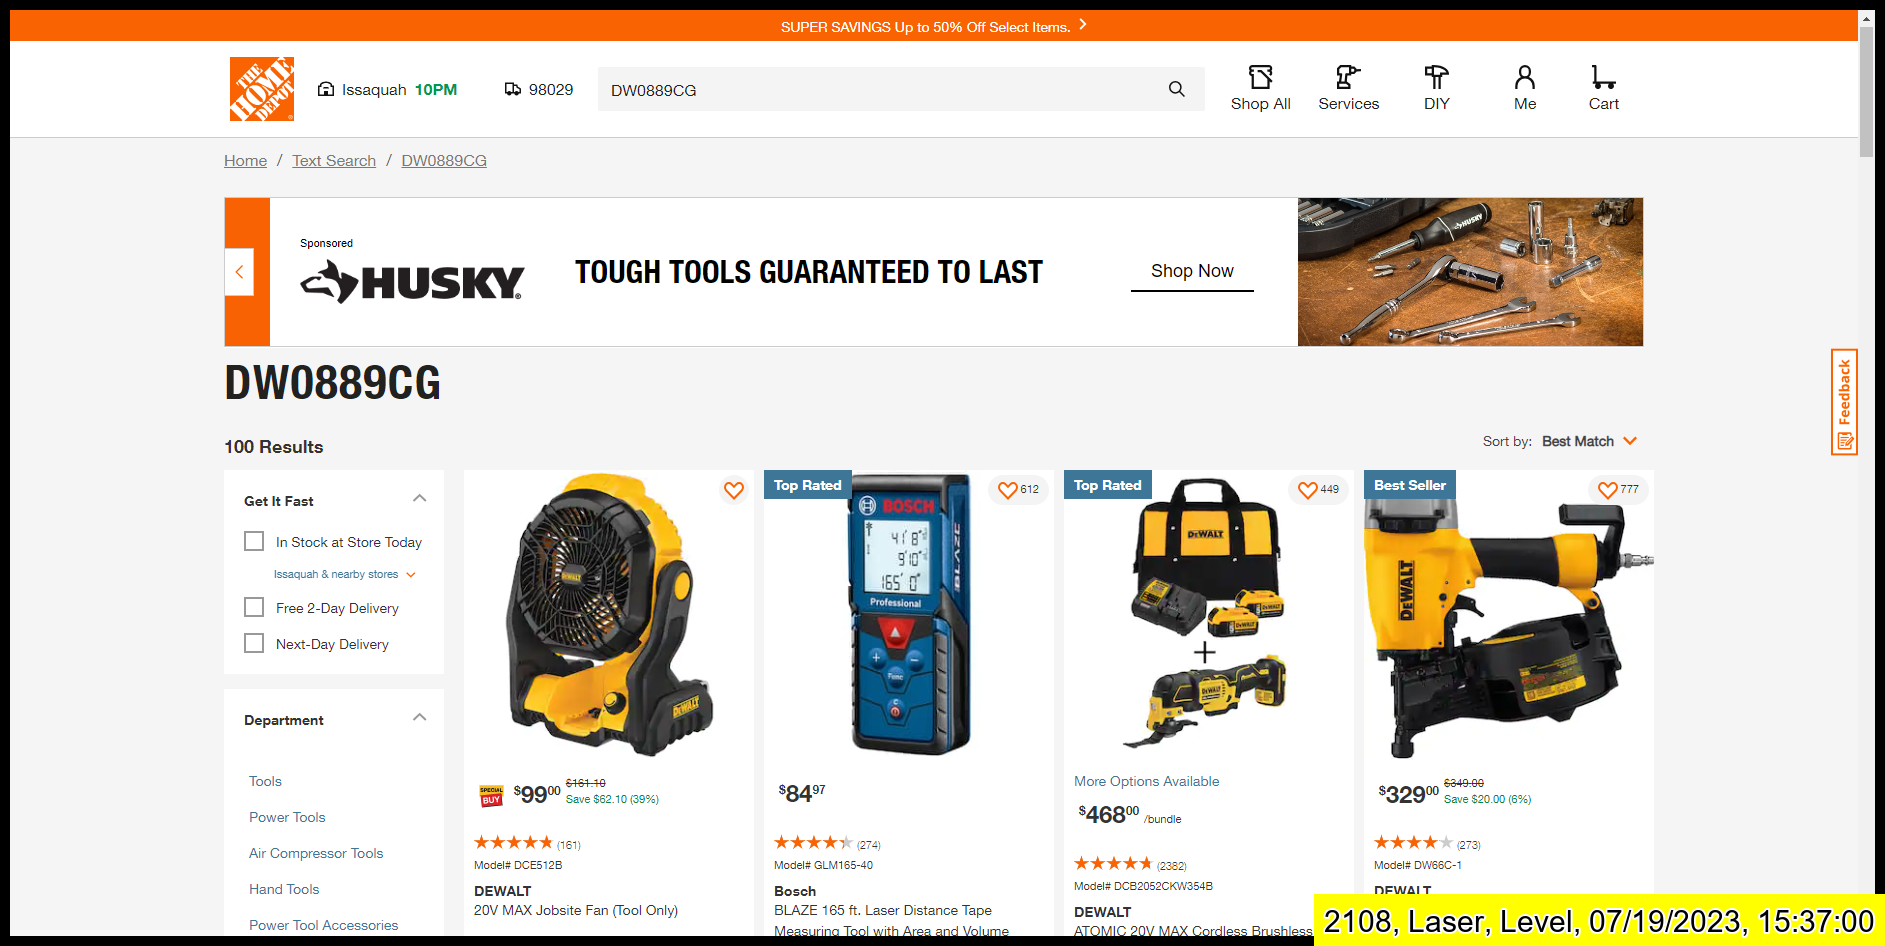 SUPER SAVINGS Up to 50% Off Select Items.
THE HOME DEPOT
Issaquah 10PM
98029
DW0889CG
Shop All
Services
DIY
Me
Cart
Home / Text Search / DW0889CG
Sponsored
HUSKY
TOUGH TOOLS GUARANTEED TO LAST
Shop Now
HUSKY
Feedback
DW0889CG
100 Results
Sort by: Best Match
Get It Fast
In Stock at Store Today
Issaquah & nearby stores
Free 2-Day Delivery
Next-Day Delivery
Department
Tools
Power Tools
Air Compressor Tools
Hand Tools
Power Tool Accessories
DEWALT
DEWALT
SPECIAL BUY
$99 00
$161.10
Save $62.10 (39%)
(161)
Model# DCE512B
DEWALT
20V MAX Jobsite Fan (Tool Only)
Top Rated
612
BOSCH
BLAZE
Professional
Func
$84 97
(274)
Model# GLM165-40
Bosch
BLAZE 165 ft. Laser Distance Tape
Measuring Tool with Area and Volume
Top Rated
449
DEWALT
DEWALT
More Options Available
$468 00 /bundle
(2382)
Model# DCB2052CKW354B
DEWALT
ATOMIC 20V MAX Cordless Brushless
Best Seller
777
DEWALT
$329 00
$349.00
Save $20.00 (6%)
(273)
Model# DW66C-1
DEWALT
2108, Laser, Level, 07/19/2023, 15:37:00